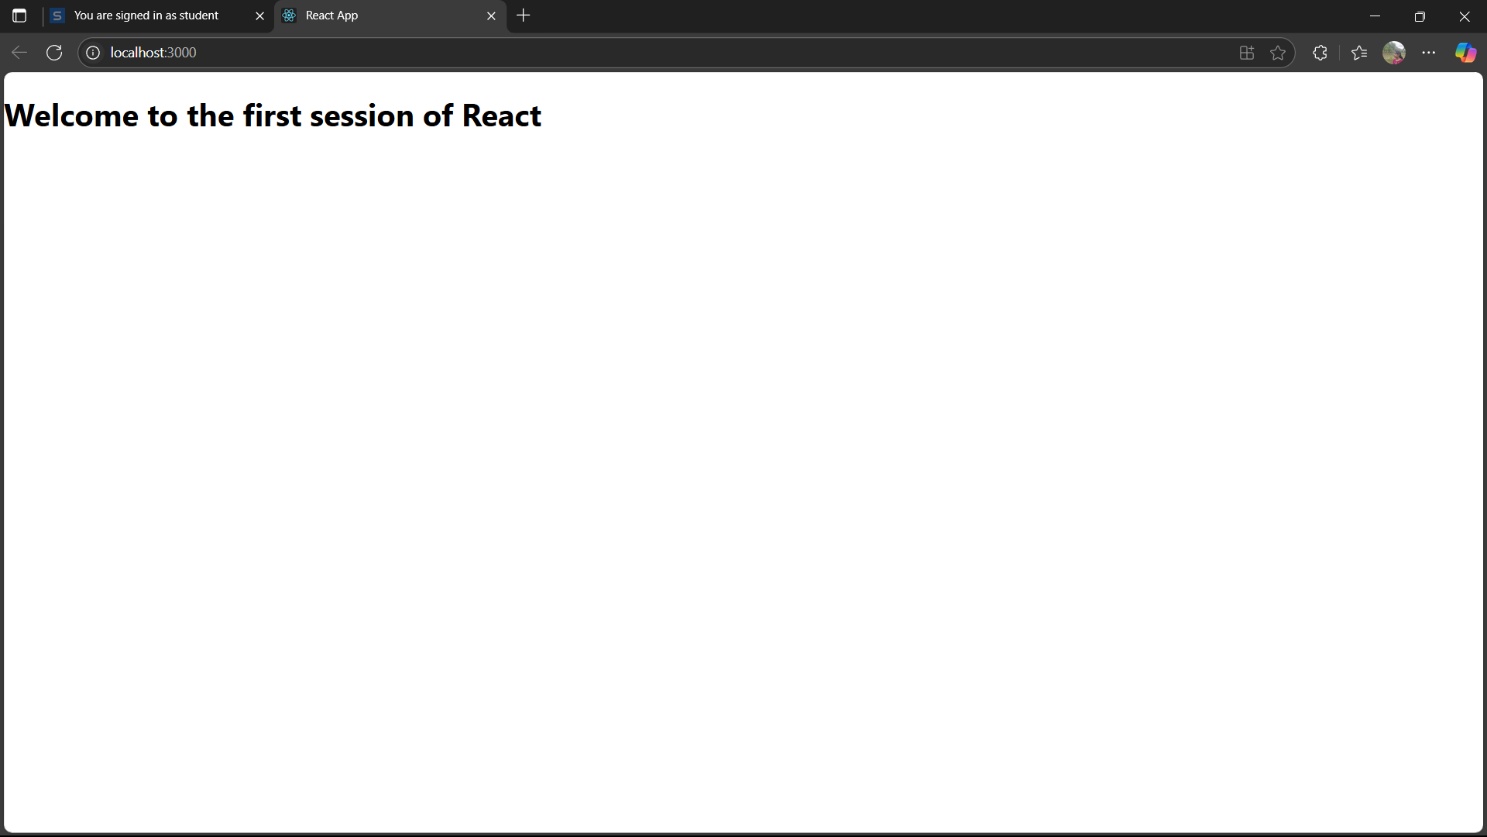 You are signed in as student
React App
localhost:3000
Welcome to the first session of React